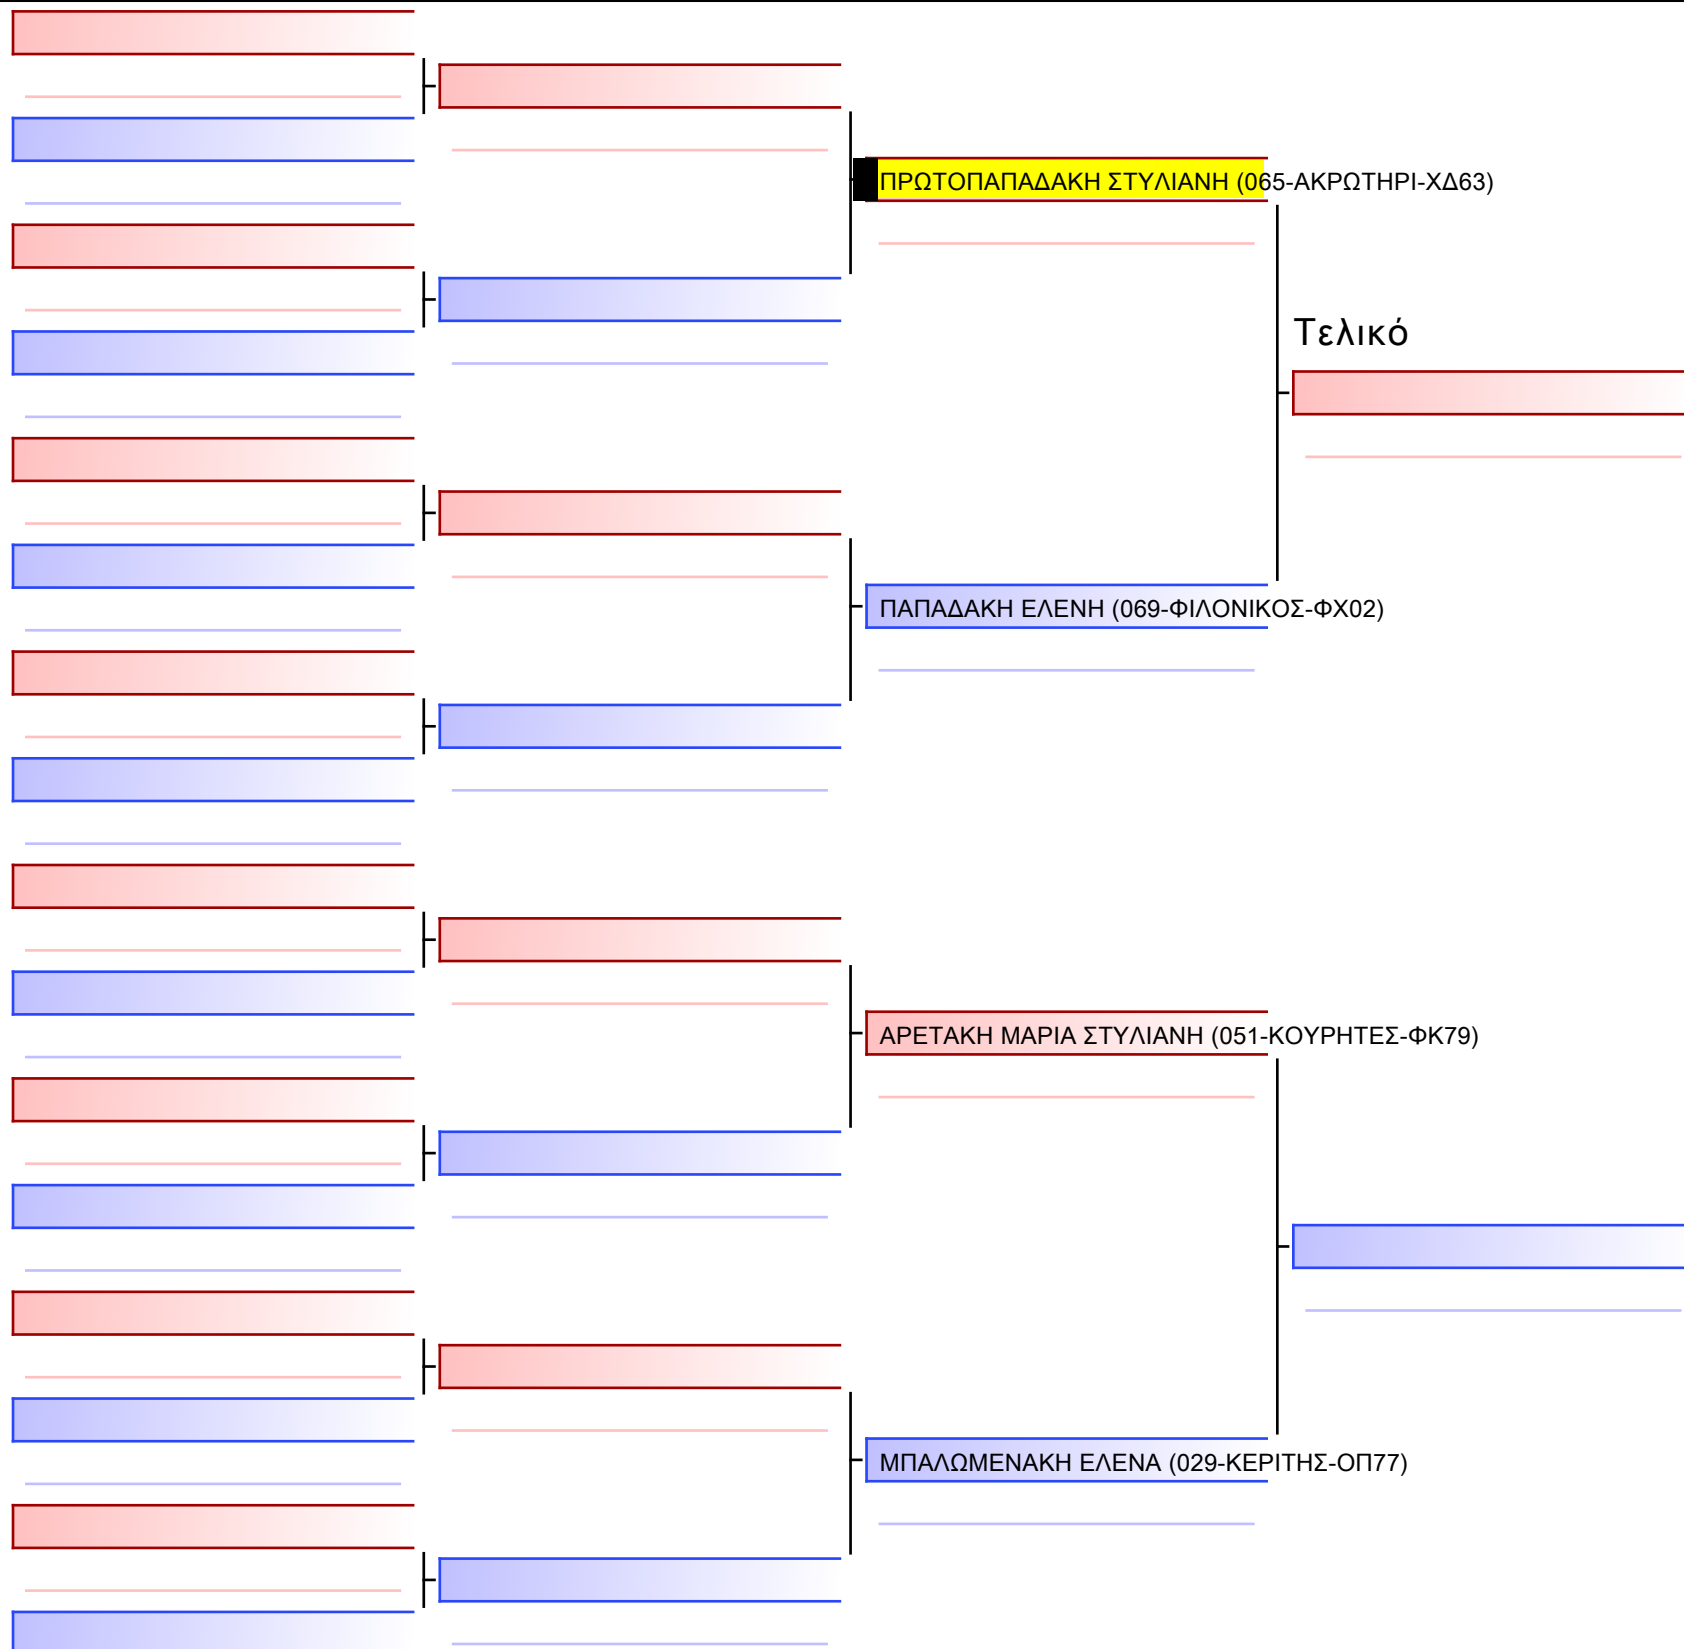 ΠΡΩΤΟΠΑΠΑΔΑΚΗ ΣΤΥΛΙΑΝΗ (065-ΑΚΡΩΤΗΡΙ-ΧΔ63)
Τελικό
ΠΑΠΑΔΑΚΗ ΕΛΕΝΗ (069-ΦΙΛΟΝΙΚΟΣ-ΦΧ02)
ΑΡΕΤΑΚΗ ΜΑΡΙΑ ΣΤΥΛΙΑΝΗ (051-ΚΟΥΡΗΤΕΣ-ΦΚ79)
ΜΠΑΛΩΜΕΝΑΚΗ ΕΛΕΝΑ (029-ΚΕΡΙΤΗΣ-ΟΠ77)